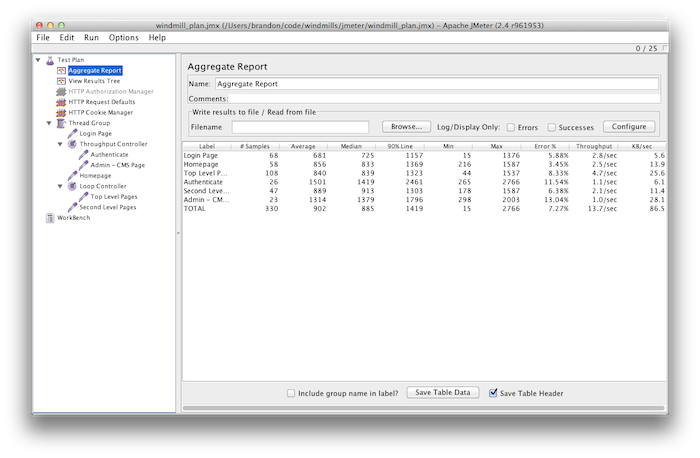 windmill_plan.jmx (/Users/brandon/code/windmills/jmeter/windmill_plan.jmx) - Apache JMeter (2.4 r961953)
File Edit Run Options Help
0 / 25
Test Plan
Aggregate Report
View Results Tree
HTTP Authorization Manager
HTTP Request Defaults
HTTP Cookie Manager
Thread Group
Login Page
Throughput Controller
Authenticate
Admin - CMS Page
Homepage
Loop Controller
Top Level Pages
Second Level Pages
WorkBench
Aggregate Report
Name: Aggregate Report
Comments:
Write results to file / Read from file
Filename Browse... Log/Display Only: Errors Successes Configure
Label # Samples Average Median 90% Line Min Max Error % Throughput KB/sec
Login Page 68 681 725 1157 15 1376 5.88% 2.8/sec 5.6
Homepage 58 856 833 1369 216 1587 3.45% 2.5/sec 13.9
Top Level P... 108 840 839 1323 44 1537 8.33% 4.7/sec 25.6
Authenticate 26 1501 1419 2461 265 2766 11.54% 1.1/sec 6.1
Second Leve... 47 889 913 1303 178 1587 6.38% 2.1/sec 11.4
Admin - CMS... 23 1314 1379 1796 298 2003 13.04% 1.0/sec 28.1
TOTAL 330 902 885 1419 15 2766 7.27% 13.7/sec 86.5
Include group name in label? Save Table Data Save Table Header